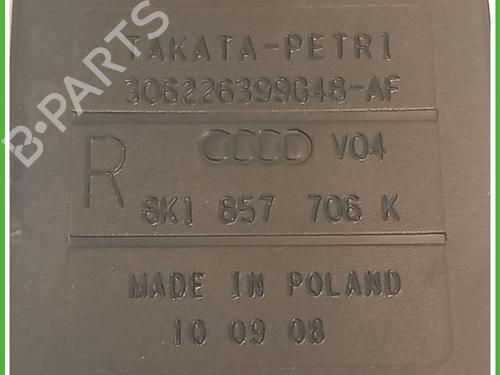 TAKATA-PETRI
306226399G48-AF
R V04
8K1 857 706 K
MADE IN POLAND
10 09 08
B-PARTS